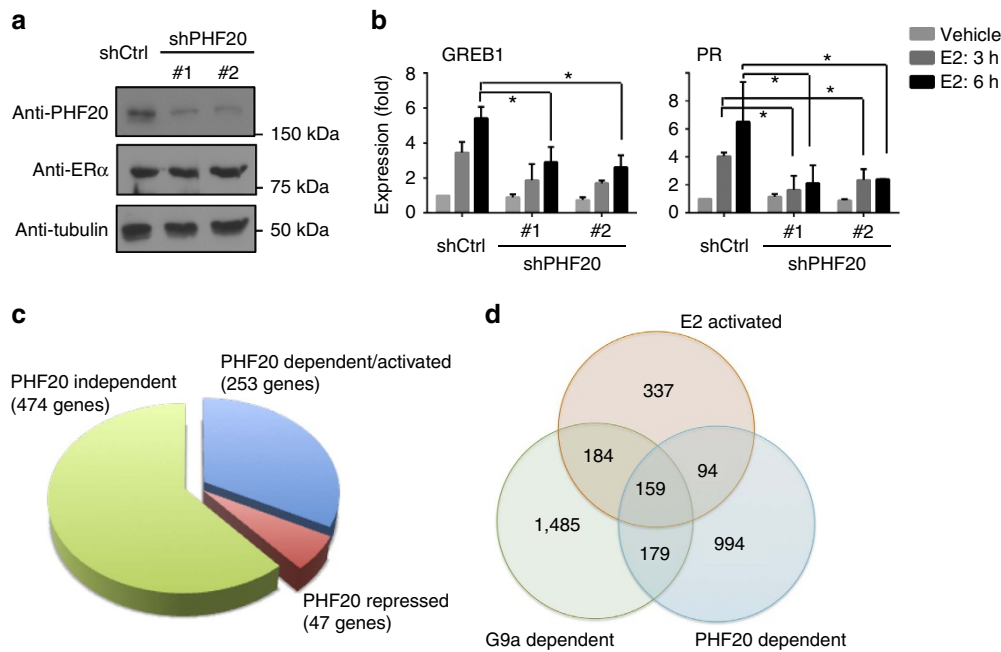 a
shCtrl
shPHF20
#1 #2
Anti-PHF20
150 kDa
Anti-ERα
75 kDa
Anti-tubulin
50 kDa
b
GREB1
Expression (fold)
8
6
4
2
0
*
*
shCtrl
#1 #2
shPHF20
PR
10
8
6
4
2
0
*
*
*
*
shCtrl
#1 #2
shPHF20
Vehicle
E2: 3 h
E2: 6 h
c
PHF20 independent
(474 genes)
PHF20 dependent/activated
(253 genes)
PHF20 repressed
(47 genes)
d
E2 activated
337
184
94
159
1,485
994
179
G9a dependent
PHF20 dependent